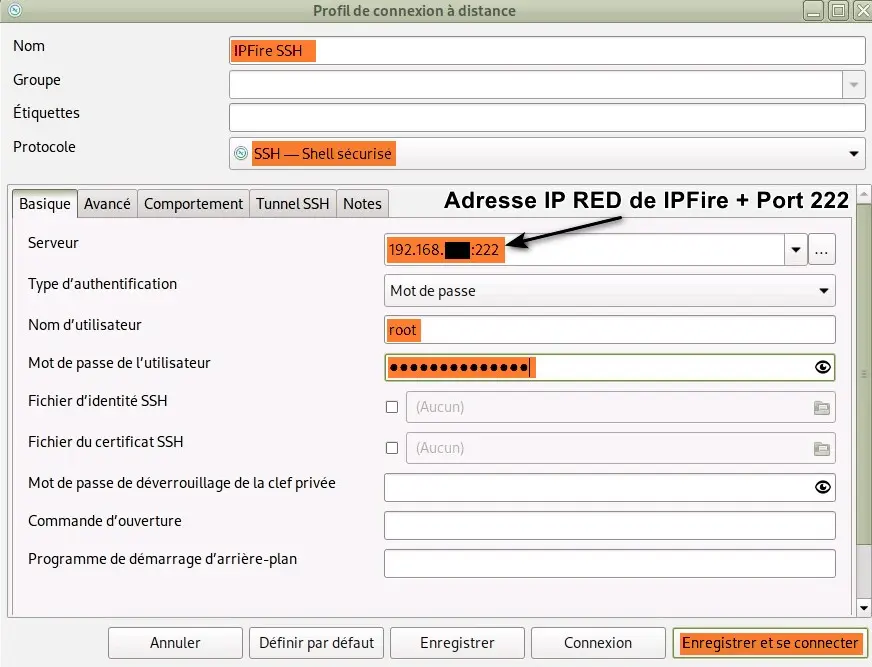 Profil de connexion à distance
Nom
IPFire SSH
Groupe
Étiquettes
Protocole
SSH — Shell sécurisé
Basique
Avancé
Comportement
Tunnel SSH
Notes
Adresse IP RED de IPFire + Port 222
Serveur
192.168.
:222
...
Type d’authentification
Mot de passe
Nom d’utilisateur
root
Mot de passe de l’utilisateur
●●●●●●●●●●●●●●
Fichier d’identité SSH
(Aucun)
Fichier du certificat SSH
(Aucun)
Mot de passe de déverrouillage de la clef privée
Commande d’ouverture
Programme de démarrage d’arrière-plan
Annuler
Définir par défaut
Enregistrer
Connexion
Enregistrer et se connecter